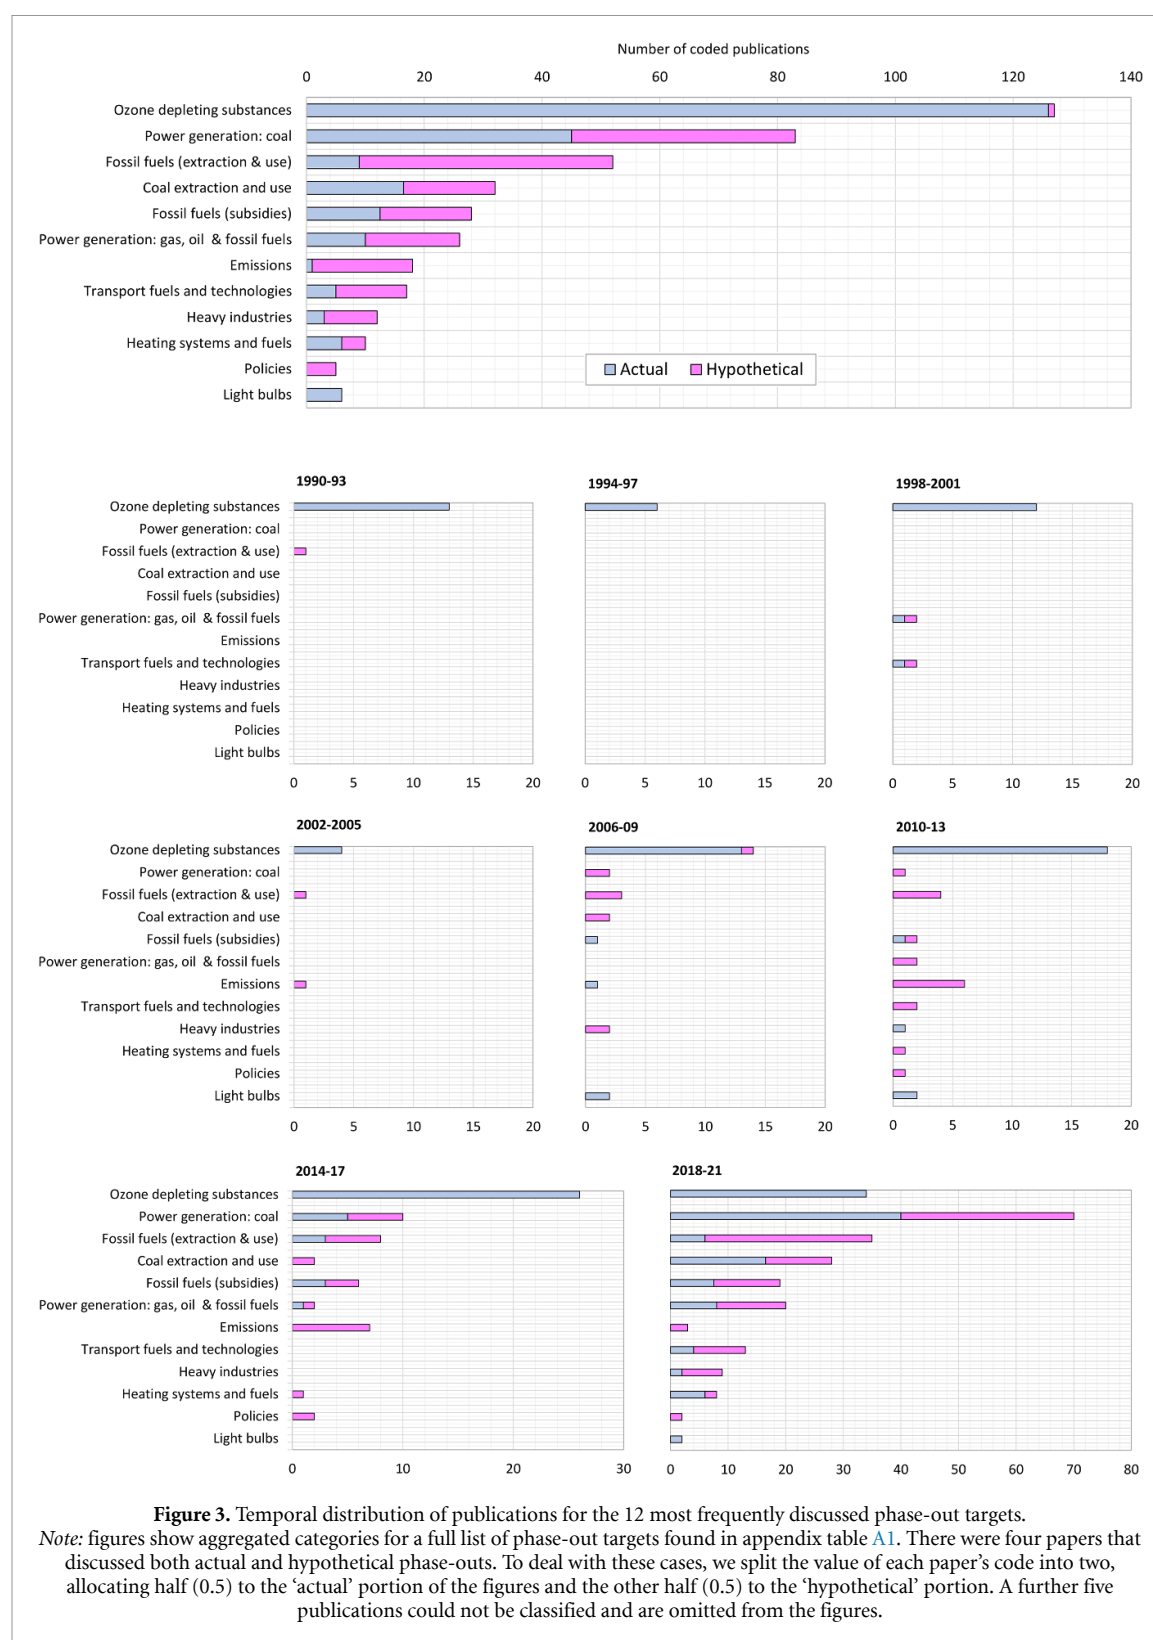 Number of coded publications
0 20 40 60 80 100 120 140
Ozone depleting substances
Power generation: coal
Fossil fuels (extraction & use)
Coal extraction and use
Fossil fuels (subsidies)
Power generation: gas, oil & fossil fuels
Emissions
Transport fuels and technologies
Heavy industries
Heating systems and fuels
Policies
Light bulbs
Actual Hypothetical
1990-93 1994-97 1998-2001
Ozone depleting substances
Power generation: coal
Fossil fuels (extraction & use)
Coal extraction and use
Fossil fuels (subsidies)
Power generation: gas, oil & fossil fuels
Emissions
Transport fuels and technologies
Heavy industries
Heating systems and fuels
Policies
Light bulbs
0 5 10 15 20 0 5 10 15 20 0 5 10 15 20
2002-2005 2006-09 2010-13
Ozone depleting substances
Power generation: coal
Fossil fuels (extraction & use)
Coal extraction and use
Fossil fuels (subsidies)
Power generation: gas, oil & fossil fuels
Emissions
Transport fuels and technologies
Heavy industries
Heating systems and fuels
Policies
Light bulbs
0 5 10 15 20 0 5 10 15 20 0 5 10 15 20
2014-17 2018-21
Ozone depleting substances
Power generation: coal
Fossil fuels (extraction & use)
Coal extraction and use
Fossil fuels (subsidies)
Power generation: gas, oil & fossil fuels
Emissions
Transport fuels and technologies
Heavy industries
Heating systems and fuels
Policies
Light bulbs
0 10 20 30 0 10 20 30 40 50 60 70 80
Figure 3. Temporal distribution of publications for the 12 most frequently discussed phase-out targets.
Note: figures show aggregated categories for a full list of phase-out targets found in appendix table A1. There were four papers that
discussed both actual and hypothetical phase-outs. To deal with these cases, we split the value of each paper's code into two,
allocating half (0.5) to the 'actual' portion of the figures and the other half (0.5) to the 'hypothetical' portion. A further five
publications could not be classified and are omitted from the figures.